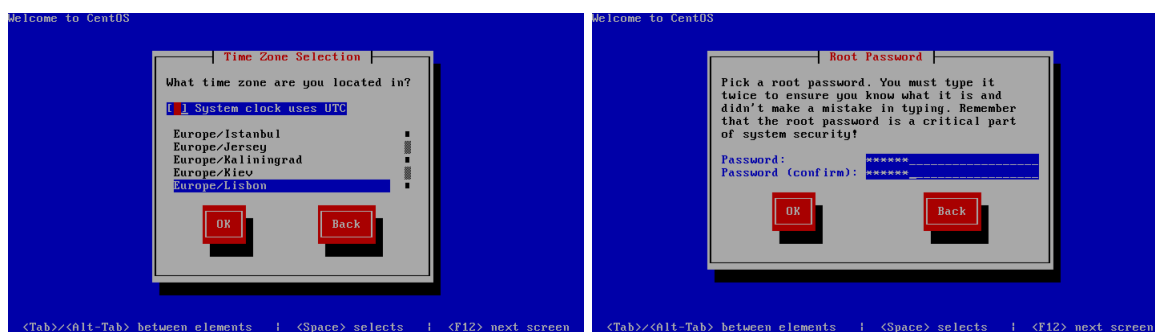 Welcome to CentOS
Time Zone Selection
What time zone are you located in?
[ ] System clock uses UTC
Europe/Istanbul
Europe/Jersey
Europe/Kaliningrad
Europe/Kiev
Europe/Lisbon
OK Back
<Tab>/<Alt-Tab> between elements | <Space> selects | <F12> next screen
Welcome to CentOS
Root Password
Pick a root password. You must type it
twice to ensure you know what it is and
didn't make a mistake in typing. Remember
that the root password is a critical part
of system security!
Password: ******___________________
Password (confirm): ******___________________
OK Back
<Tab>/<Alt-Tab> between elements | <Space> selects | <F12> next screen